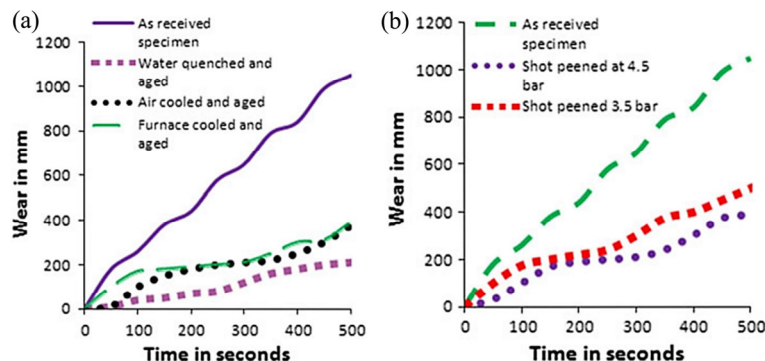 (a)
1200
1000
800
600
400
200
0
Wear in mm
As received
specimen
Water quenched and
aged
Air cooled and aged
Furnace cooled and
aged
0 100 200 300 400 500
Time in seconds
(b)
1200
1000
800
600
400
200
0
Wear in mm
As received
specimen
Shot peened at 4.5
bar
Shot peened 3.5 bar
0 100 200 300 400 500
Time in seconds